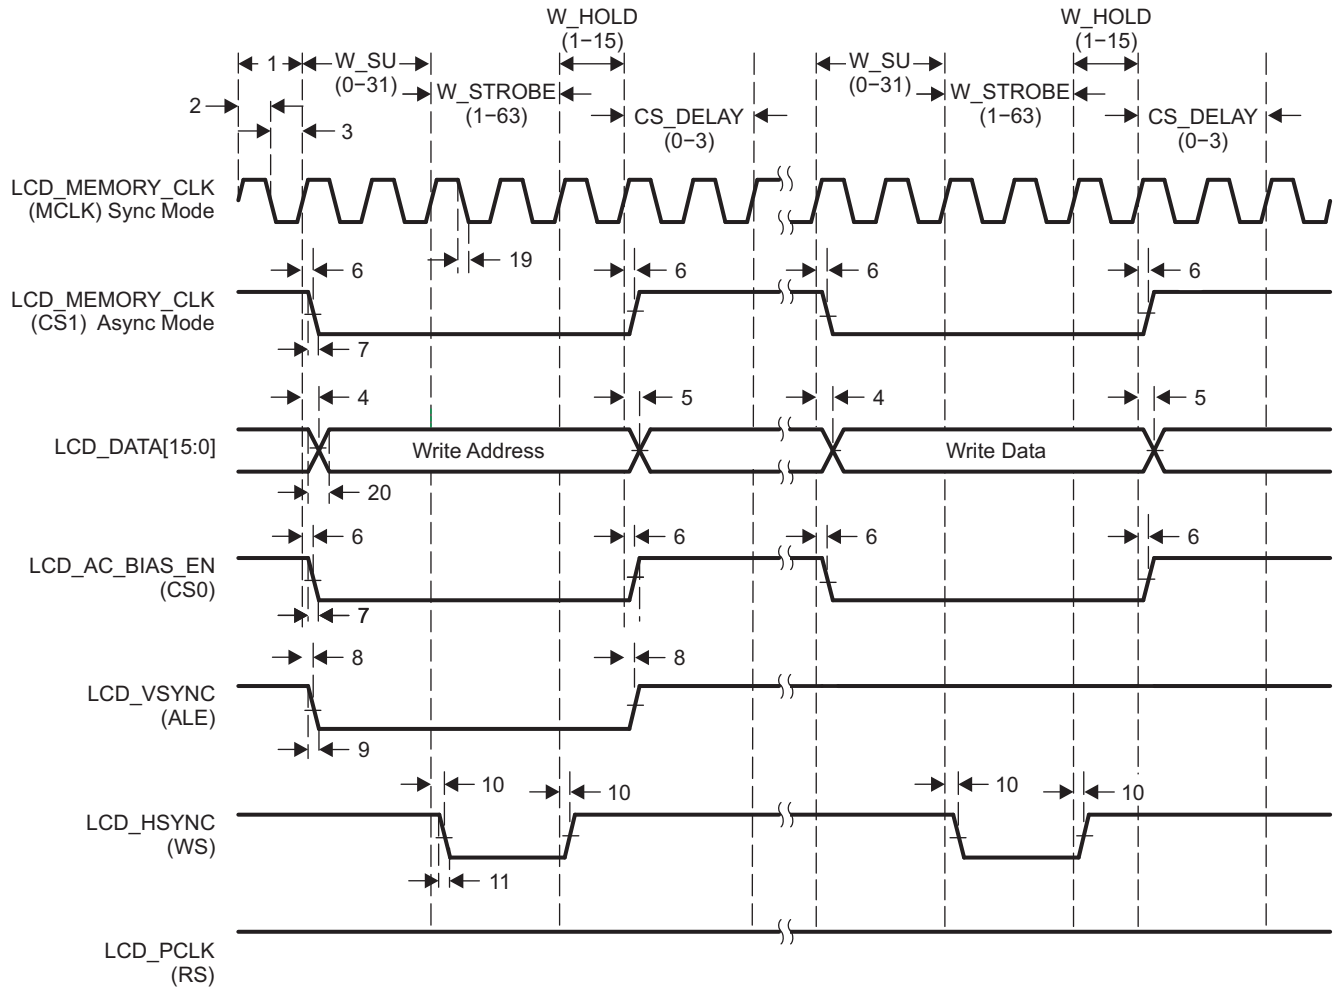 W_HOLD
(1−15)
W_HOLD
(1−15)
1
W_SU
(0−31)
W_SU
(0−31)
2
W_STROBE
(1−63)
W_STROBE
(1−63)
3
CS_DELAY
(0−3)
CS_DELAY
(0−3)
LCD_MEMORY_CLK
(MCLK) Sync Mode
19
6
6
6
6
LCD_MEMORY_CLK
(CS1) Async Mode
7
4
5
4
5
LCD_DATA[15:0]
Write Address
Write Data
20
6
6
6
6
LCD_AC_BIAS_EN
(CS0)
7
8
8
LCD_VSYNC
(ALE)
9
10
10
10
10
LCD_HSYNC
(WS)
11
LCD_PCLK
(RS)